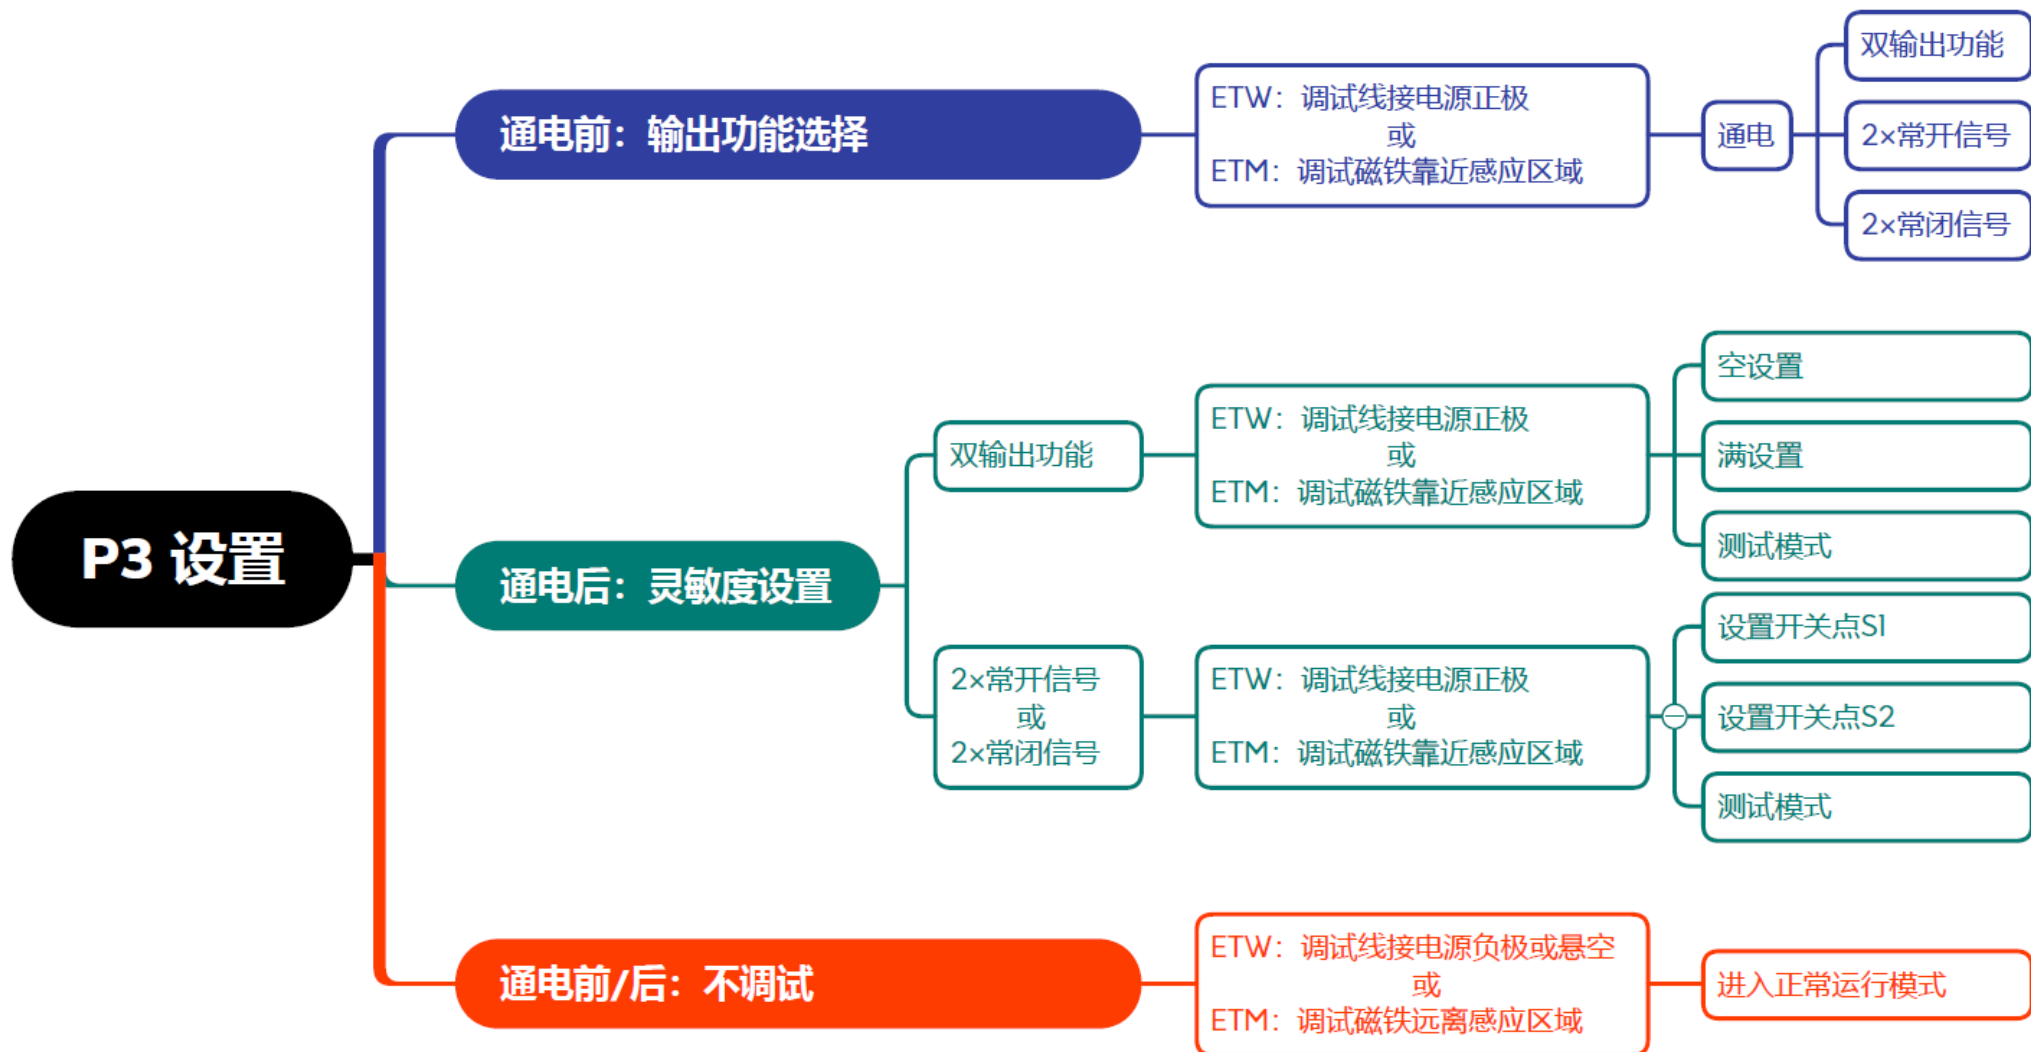 P3 设置
通电前：输出功能选择
ETW：调试线接电源正极
或
ETM：调试磁铁靠近感应区域
通电
双输出功能
2×常开信号
2×常闭信号
通电后：灵敏度设置
双输出功能
ETW：调试线接电源正极
或
ETM：调试磁铁靠近感应区域
空设置
满设置
测试模式
2×常开信号
或
2×常闭信号
ETW：调试线接电源正极
或
ETM：调试磁铁靠近感应区域
设置开关点S1
设置开关点S2
测试模式
通电前/后：不调试
ETW：调试线接电源负极或悬空
或
ETM：调试磁铁远离感应区域
进入正常运行模式